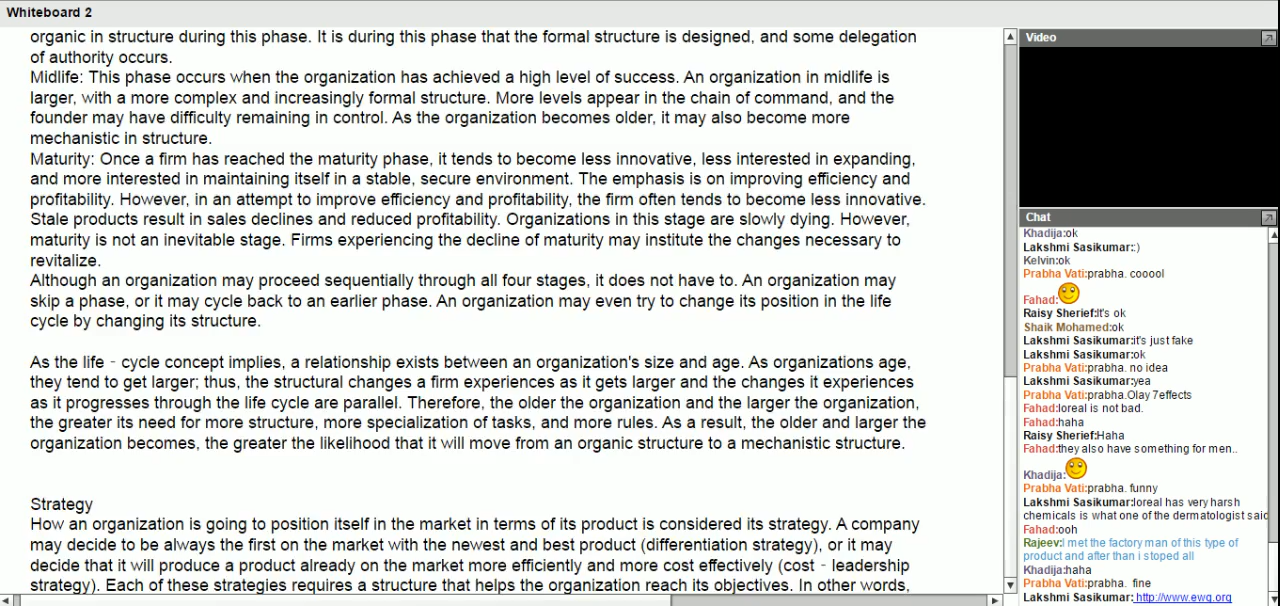 Whiteboard 2
organic in structure during this phase. It is during this phase that the formal structure is designed, and some delegation
of authority occurs.
Midlife: This phase occurs when the organization has achieved a high level of success. An organization in midlife is
larger, with a more complex and increasingly formal structure. More levels appear in the chain of command, and the
founder may have difficulty remaining in control. As the organization becomes older, it may also become more
mechanistic in structure.
Maturity: Once a firm has reached the maturity phase, it tends to become less innovative, less interested in expanding,
and more interested in maintaining itself in a stable, secure environment. The emphasis is on improving efficiency and
profitability. However, in an attempt to improve efficiency and profitability, the firm often tends to become less innovative.
Stale products result in sales declines and reduced profitability. Organizations in this stage are slowly dying. However,
maturity is not an inevitable stage. Firms experiencing the decline of maturity may institute the changes necessary to
revitalize.
Although an organization may proceed sequentially through all four stages, it does not have to. An organization may
skip a phase, or it may cycle back to an earlier phase. An organization may even try to change its position in the life
cycle by changing its structure.
As the life - cycle concept implies, a relationship exists between an organization's size and age. As organizations age,
they tend to get larger; thus, the structural changes a firm experiences as it gets larger and the changes it experiences
as it progresses through the life cycle are parallel. Therefore, the older the organization and the larger the organization,
the greater its need for more structure, more specialization of tasks, and more rules. As a result, the older and larger the
organization becomes, the greater the likelihood that it will move from an organic structure to a mechanistic structure.
Strategy
How an organization is going to position itself in the market in terms of its product is considered its strategy. A company
may decide to be always the first on the market with the newest and best product (differentiation strategy), or it may
decide that it will produce a product already on the market more efficiently and more cost effectively (cost - leadership
strategy). Each of these strategies requires a structure that helps the organization reach its objectives. In other words,
Video
Chat
Khadija:ok
Lakshmi Sasikumar::)
Kelvin:ok
Prabha Vati:prabha. cooool
Fahad:
Raisy Sherief:It's ok
Shaik Mohamed:ok
Lakshmi Sasikumar:it's just fake
Lakshmi Sasikumar:ok
Prabha Vati:prabha. no idea
Lakshmi Sasikumar:yea
Prabha Vati:prabha.Olay 7effects
Fahad:loreal is not bad.
Fahad:haha
Raisy Sherief:Haha
Fahad:they also have something for men..
Khadija:
Prabha Vati:prabha. funny
Lakshmi Sasikumar:loreal has very harsh
chemicals is what one of the dermatologist said
Fahad:ooh
Rajeev:I met the factory man of this type of
product and after than i stoped all
Khadija:haha
Prabha Vati:prabha.  fine
Lakshmi Sasikumar: http://www.ewg.org